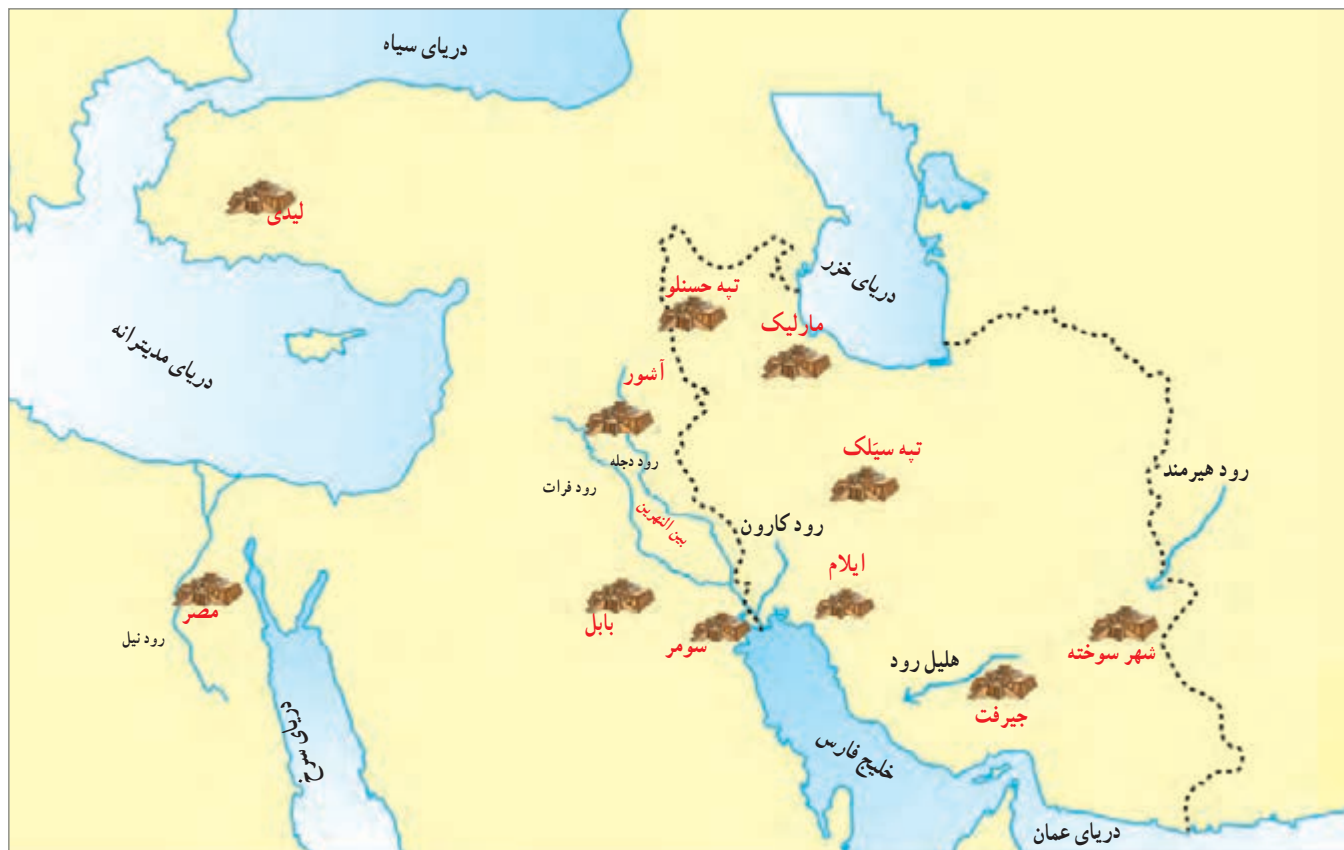 دریای سیاه
لیدی
دریای خزر
تپه حسنلو
مارلیک
دریای مدیترانه
آشور
تپه سیَلک
رود دجله
رود هیرمند
رود فرات
بین النهرین
رود کارون
ایلام
مصر
بابل
سومر
رود نیل
شهر سوخته
هلیل رود
جیرفت
دریای سرخ
خلیج فارس
دریای عمان